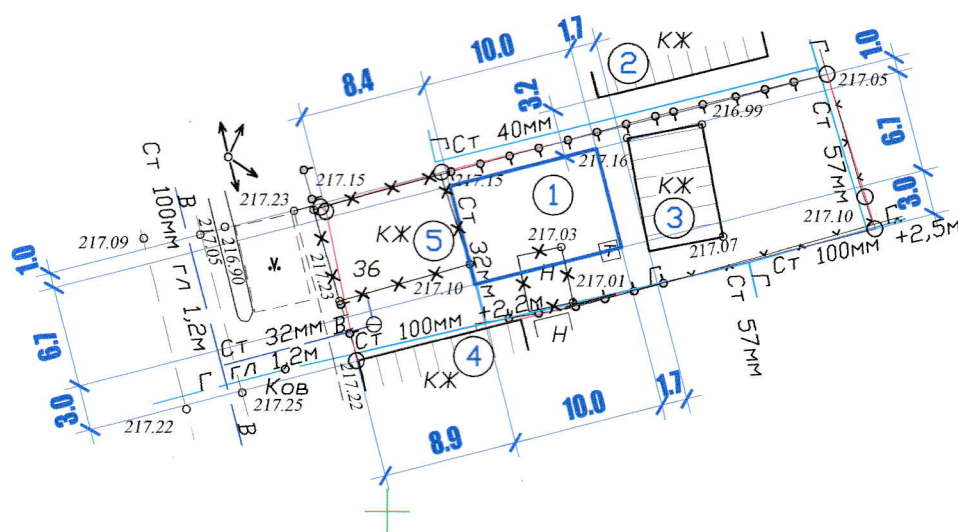 1.7
10.0
8.4
3.2
КЖ
2
1.0
6.7
3.0
217.05
216.99
Ст 40мм
Г
Г
217.16
217.15
217.15
1
КЖ
3
Ст 57мм
217.10
Г
217.07
Ст 100мм +2,5м
Г
Ст 57мм
Ст 100мм
В
217.23
217.09
217.05
216.90
КЖ
5
Ст 32мм
217.03
К
Н
217.01
Г
217.23
36
217.10
1.0
6.7
3.0
ГЛ 1,2м
Ст 32мм
В
ГЛ 1,2м
Ст 100мм +2,2м
Н
Г
Ков
217.25
217.22
В
217.22
КЖ
4
8.9
10.0
1.7